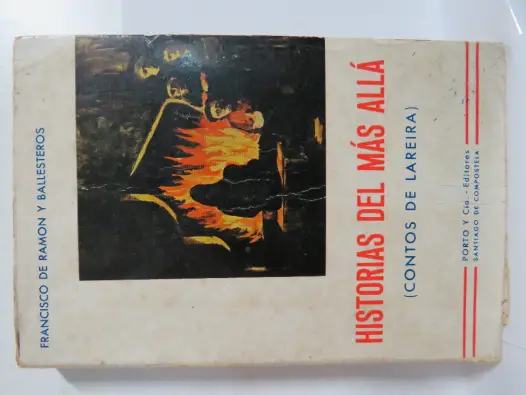 FRANCISCO DE RAMON Y BALLESTEROS
HISTORIAS DEL MÁS ALLÁ
(CONTOS DE LAREIRA)
PORTO Y Cía. - Editores
SANTIAGO DE COMPOSTELA